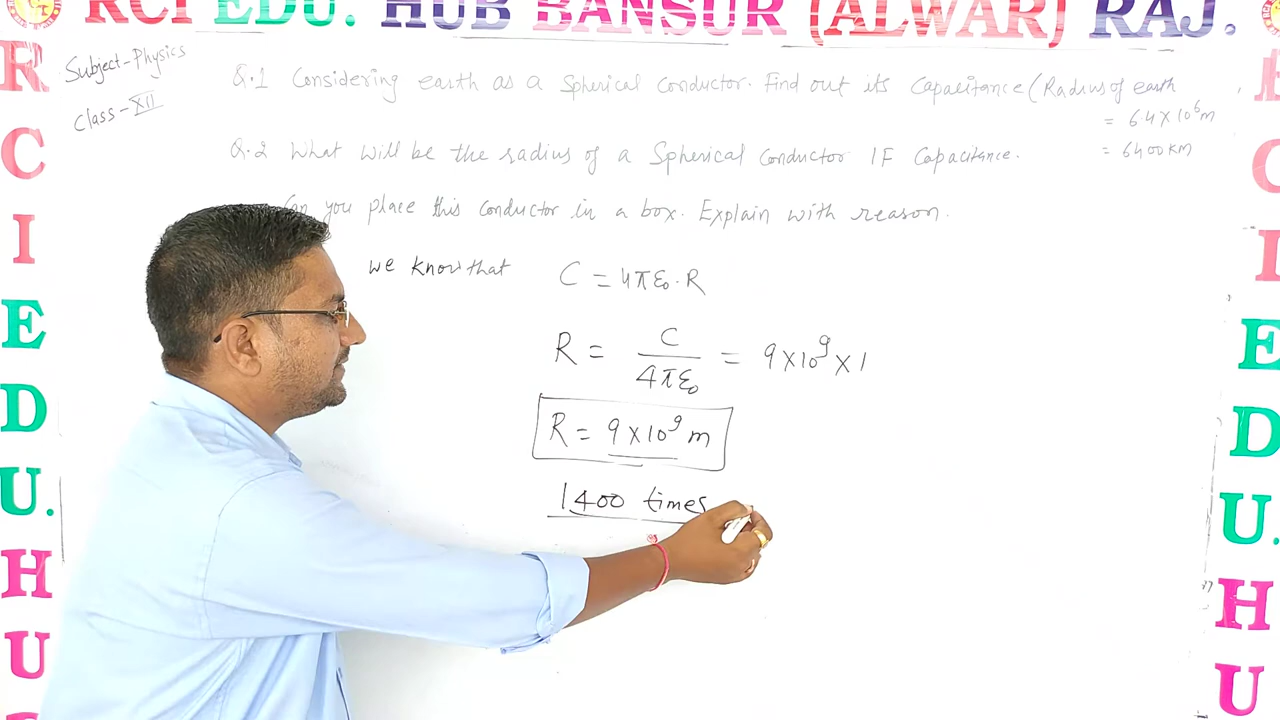 RCI EDU. HUB BANSUR (ALWAR) RAJ.
R
C
I
E
D
U.
H
U
Subject-Physics
Class-XII
Q.1 Considering earth as a Spherical Conductor. Find out its Capacitance (Radius of earth
= 6.4 X 10⁶ m
= 6400 KM
Q.2 What will be the radius of a Spherical Conductor 1F Capacitance.
Can you place this conductor in a box. Explain with reason.
we know that C = 4πε₀.R
R = C/4πε₀ = 9 X 10⁹ X 1
R = 9 X 10⁹ m
1400 times
C
I
E
D
U.
H
U